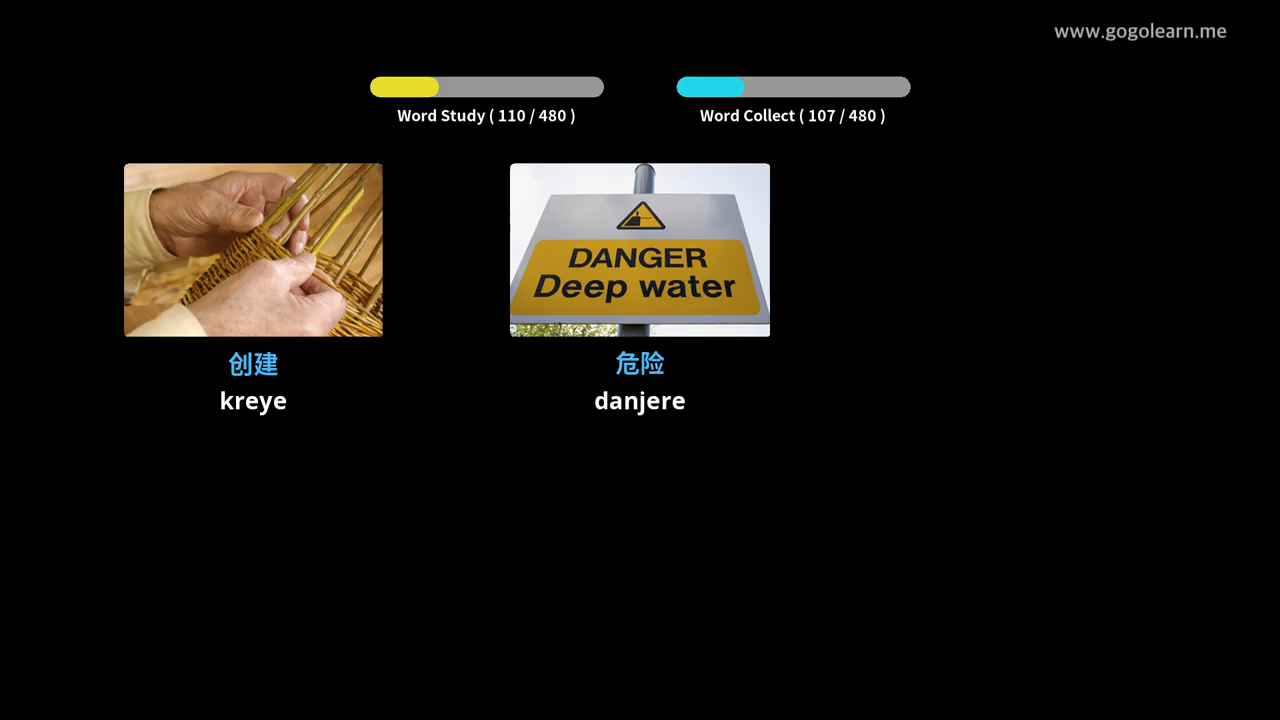 www.gogolearn.me
Word Study ( 110 / 480 )
Word Collect ( 107 / 480 )
DANGER
Deep water
创建
危险
kreye
danjere